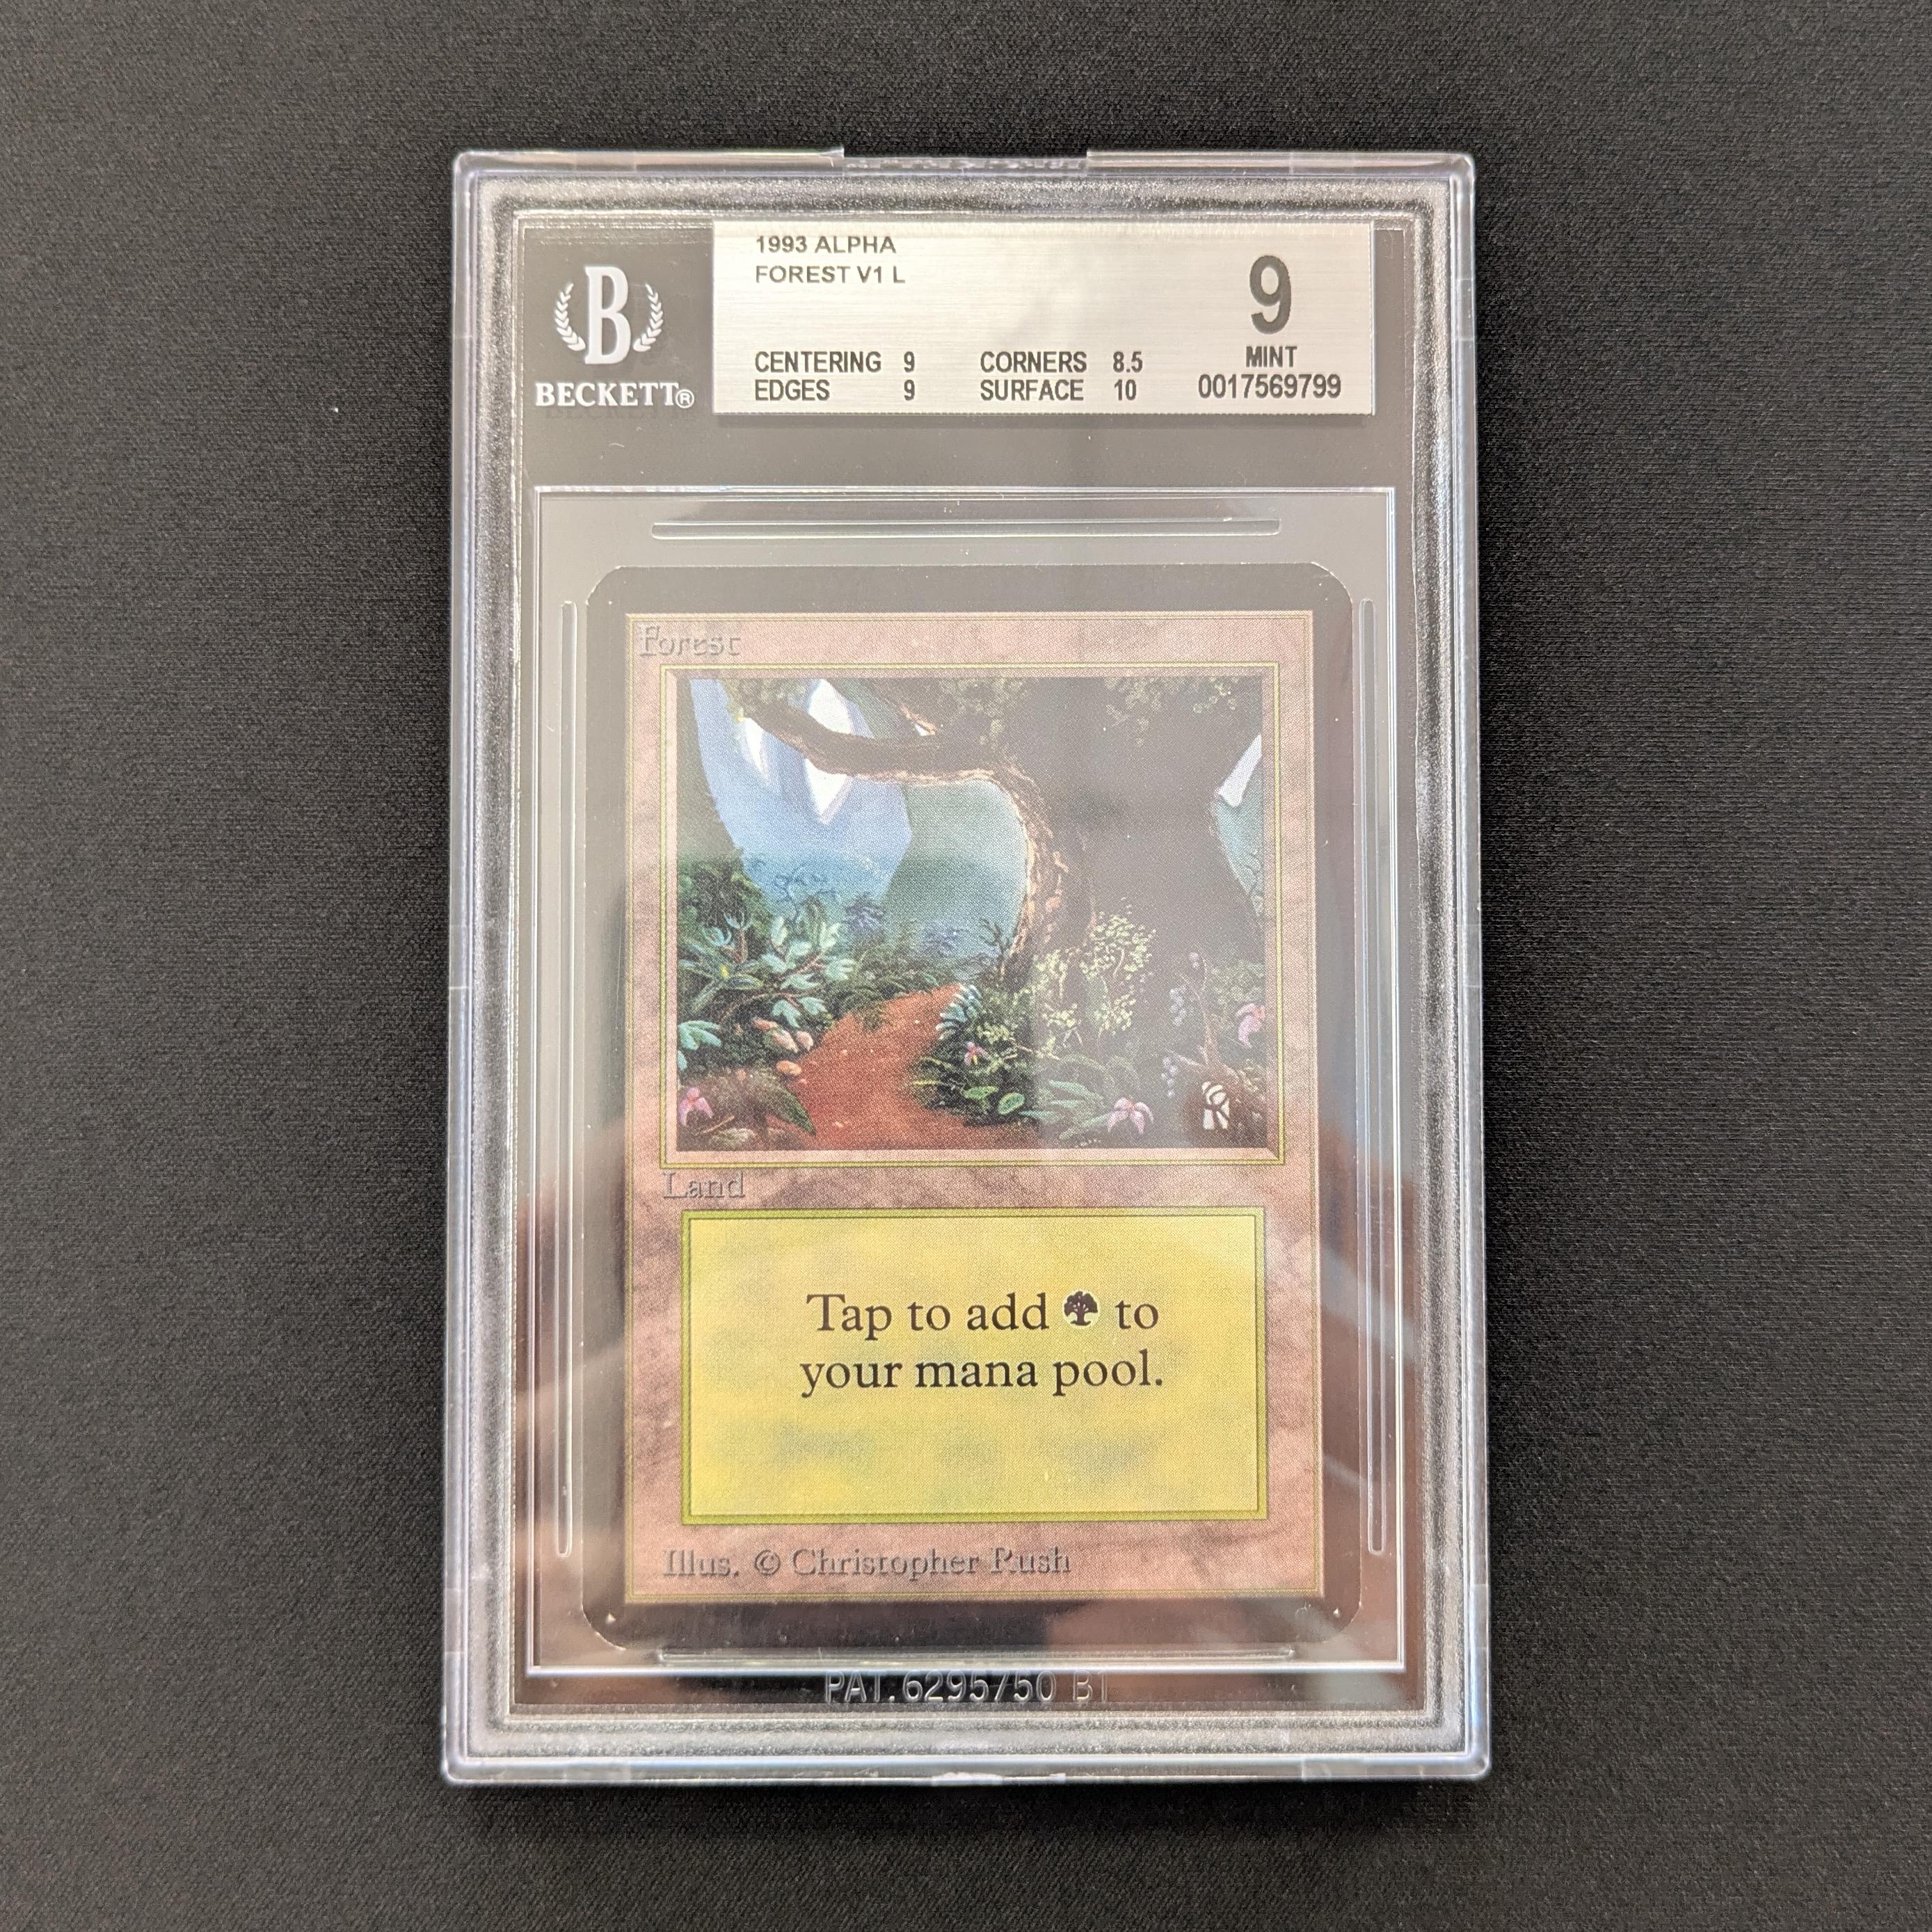 1993 ALPHA
FOREST V1 L
9
B
CENTERING 9 CORNERS 8.5
MINT
EDGES 9 SURFACE 10
0017569799
BECKETT®
Forest
Land
Tap to add to
your mana pool.
Illus. © Christopher Rush
PAT.6295750 B1